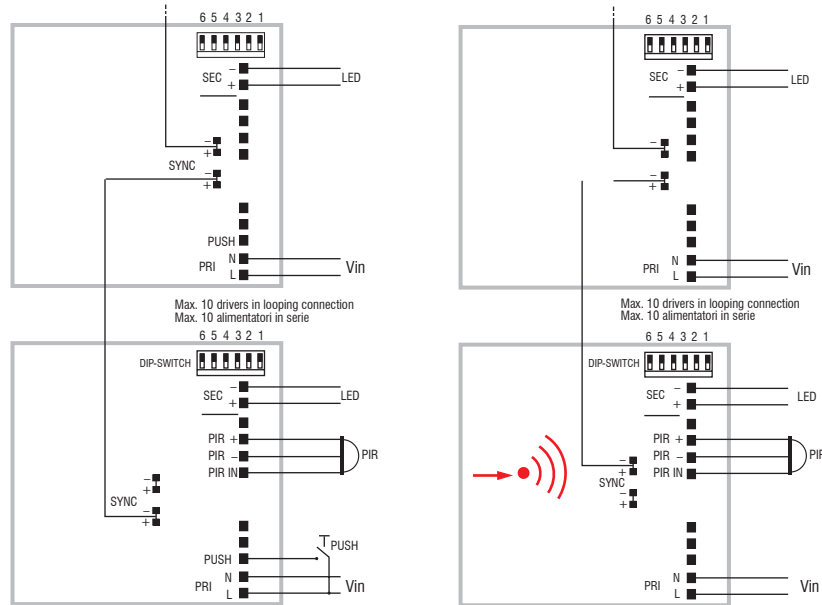 6 5 4 3 2 1
SEC
−
+
LED
−
+
SYNC
−
+
PUSH
PRI
N
L
Vin
Max. 10 drivers in looping connection
Max. 10 alimentatori in serie
6 5 4 3 2 1
DIP-SWITCH
SEC
−
+
LED
PIR +
PIR −
PIR IN
PIR
−
+
SYNC
−
+
PUSH
PUSH
PRI
N
L
Vin
6 5 4 3 2 1
SEC
−
+
LED
−
+
−
+
PRI
N
L
Vin
Max. 10 drivers in looping connection
Max. 10 alimentatori in serie
6 5 4 3 2 1
DIP-SWITCH
SEC
−
+
LED
PIR +
PIR −
PIR IN
−
+
SYNC
−
+
PRI
N
L
Vin